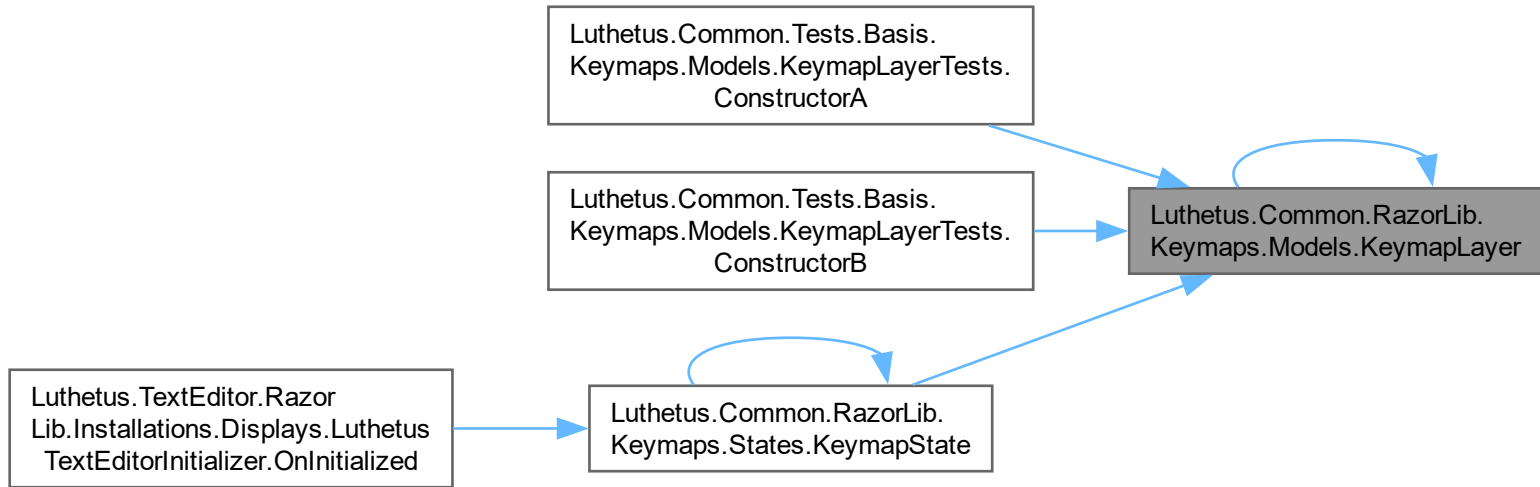 Luthetus.Common.Tests.Basis.
Keymaps.Models.KeymapLayerTests.
ConstructorA
Luthetus.Common.Tests.Basis.
Keymaps.Models.KeymapLayerTests.
ConstructorB
Luthetus.Common.RazorLib.
Keymaps.Models.KeymapLayer
Luthetus.TextEditor.Razor
Lib.Installations.Displays.Luthetus
TextEditorInitializer.OnInitialized
Luthetus.Common.RazorLib.
Keymaps.States.KeymapState